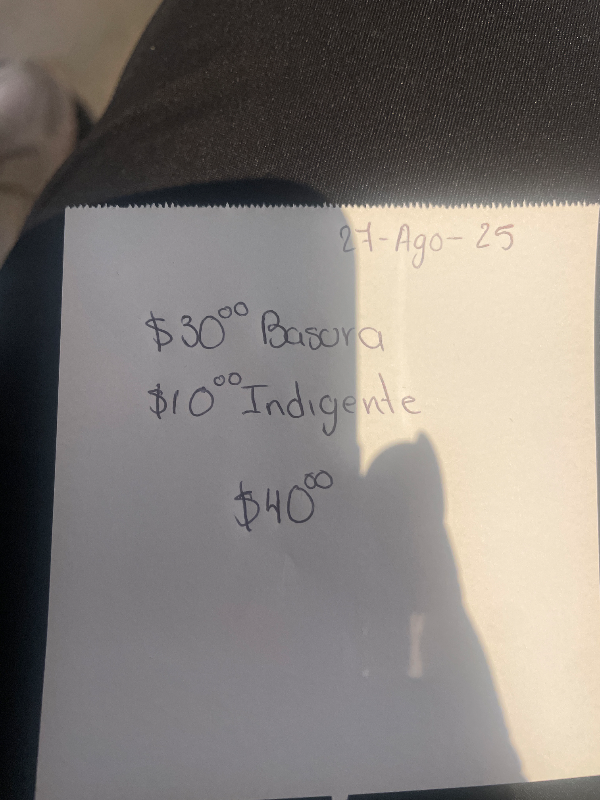 27-Ago-25
$30⁰⁰ Basura
$10⁰⁰ Indigente
$40⁰⁰